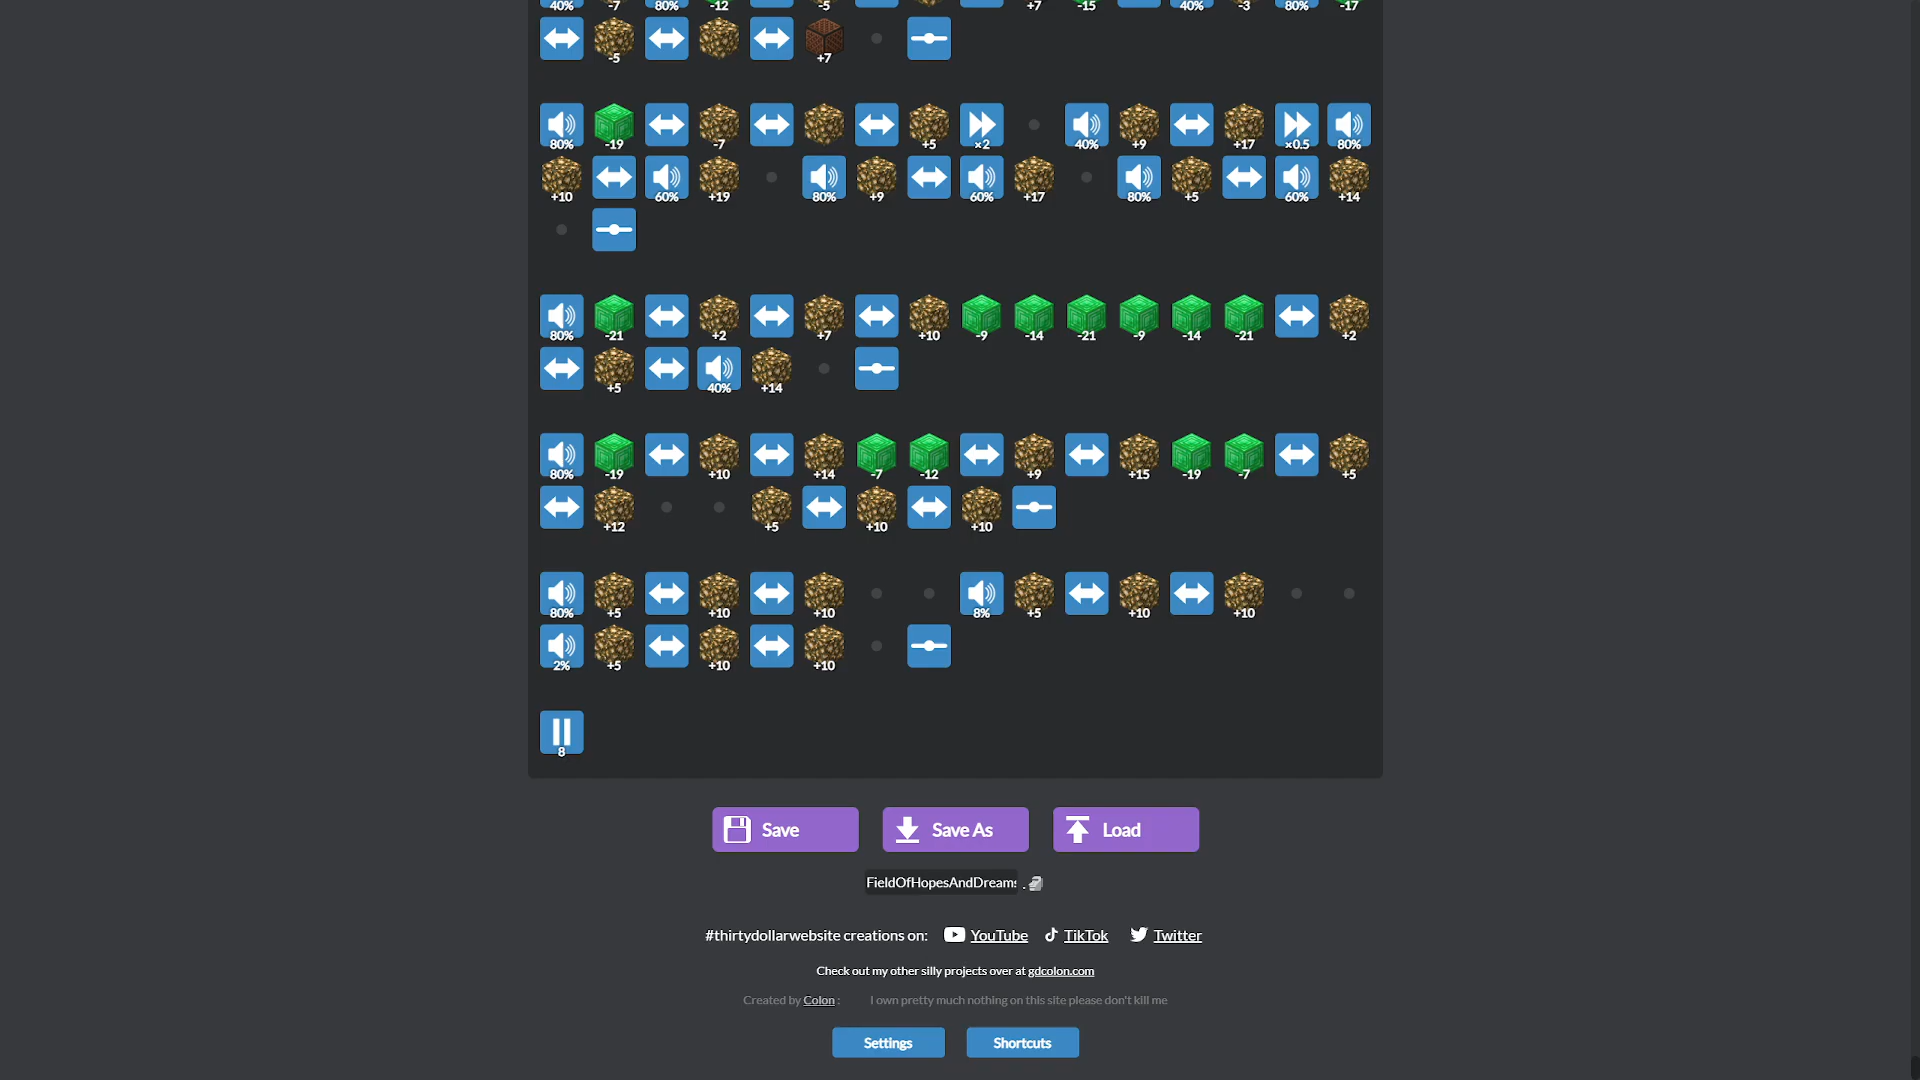 40% -7 80% -12 -5 +7 -15 40% -3 80% -17
-5 +7
80% -19 -7 +5 ×2 40% +9 +17 ×0.5 80%
+10 60% +19 80% +9 60% +17 80% +5 60% +14
80% -21 +2 +7 +10 -9 -14 -21 -9 -14 -21 +2
+5 40% +14
80% -19 +10 +14 -7 -12 +9 +15 -19 -7 +5
+12 +5 +10 +10
80% +5 +10 +10 8% +5 +10 +10
2% +5 +10 +10
8
Save Save As Load
FieldOfHopesAndDreams .🗿
#thirtydollarwebsite creations on: YouTube TikTok Twitter
Check out my other silly projects over at gdcolon.com
Created by Colon : I own pretty much nothing on this site please don't kill me
Settings Shortcuts